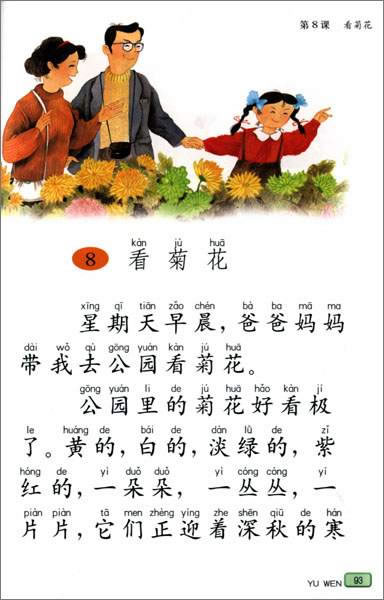 第8课 看菊花
kàn jú huā
8 看菊花
xīng qī tiān zǎo chén bà ba mā ma
星期天早晨，爸爸妈妈
dài wǒ qù gōng yuán kàn jú huā
带我去公园看菊花。
gōng yuán li de jú huā hǎo kàn jí
公园里的菊花好看极
le huáng de bái de dàn lǜ de zǐ
了。黄的，白的，淡绿的，紫
hóng de yì duǒ duǒ yì cóng cóng yí
红的，一朵朵，一丛丛，一
piàn piàn tā men zhèng yíng zhe shēn qiū de hán
片片，它们正迎着深秋的寒
YU WEN 93